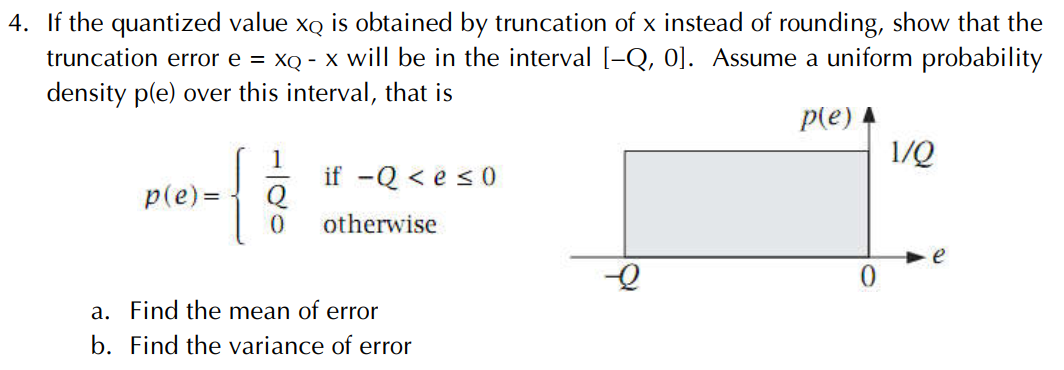 4. If the quantized value xQ is obtained by truncation of x instead of rounding, show that the
truncation error e = xQ - x will be in the interval [−Q, 0]. Assume a uniform probability
density p(e) over this interval, that is
p(e) = { 1/Q if −Q < e ≤ 0
0 otherwise
p(e)
1/Q
e
−Q 0
a. Find the mean of error
b. Find the variance of error